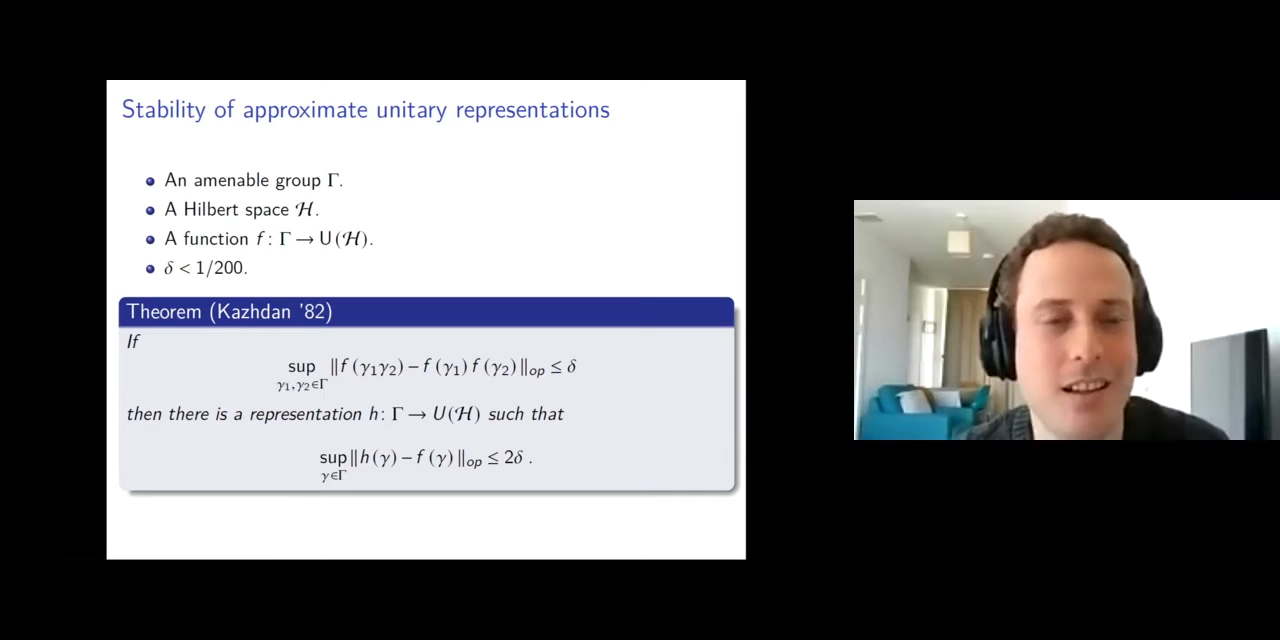 Stability of approximate unitary representations
An amenable group Γ.
A Hilbert space ℋ.
A function f : Γ → U(ℋ).
δ < 1/200.
Theorem (Kazhdan '82)
If
sup ‖f(γ₁γ₂) − f(γ₁) f(γ₂)‖op ≤ δ
γ₁,γ₂∈Γ
then there is a representation h : Γ → U(ℋ) such that
sup‖h(γ) − f(γ)‖op ≤ 2δ .
γ∈Γ